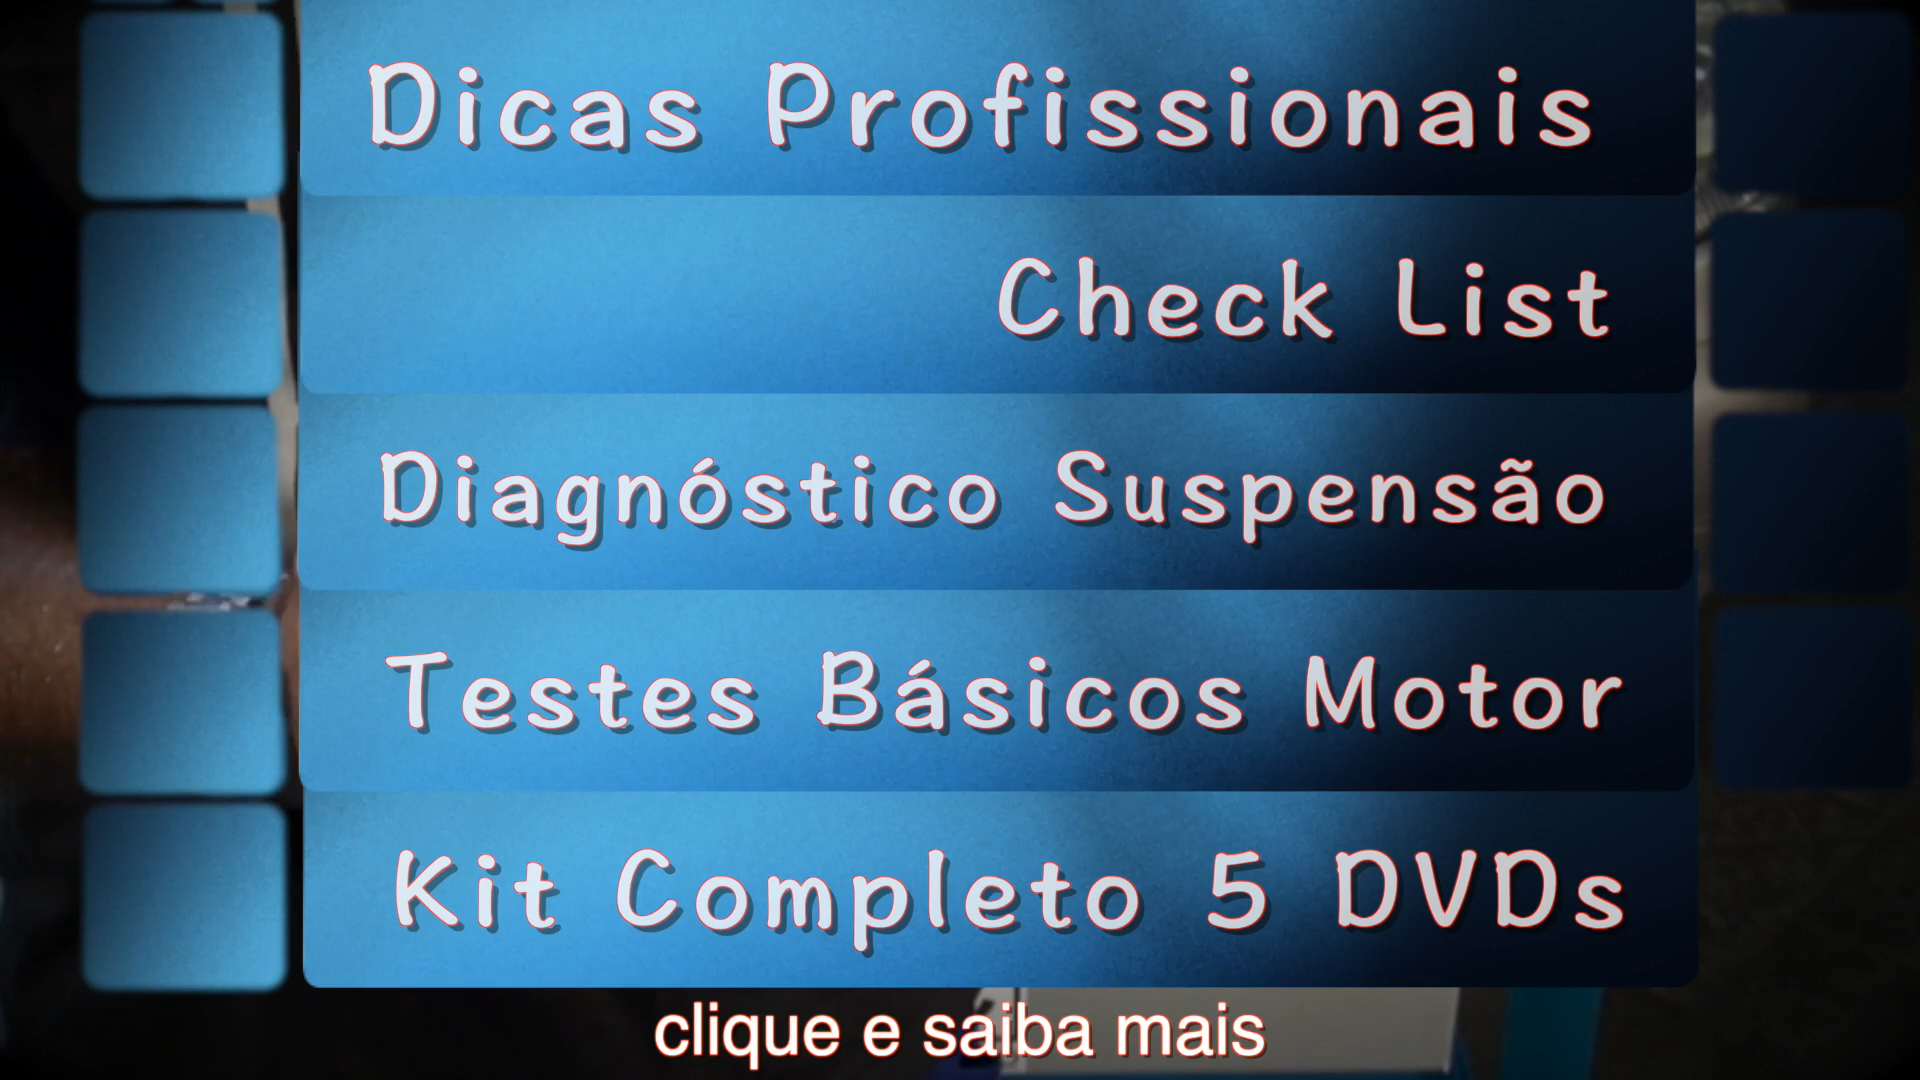 Dicas Profissionais
Check List
Diagnóstico Suspensão
Testes Básicos Motor
Kit Completo 5 DVDs
clique e saiba mais